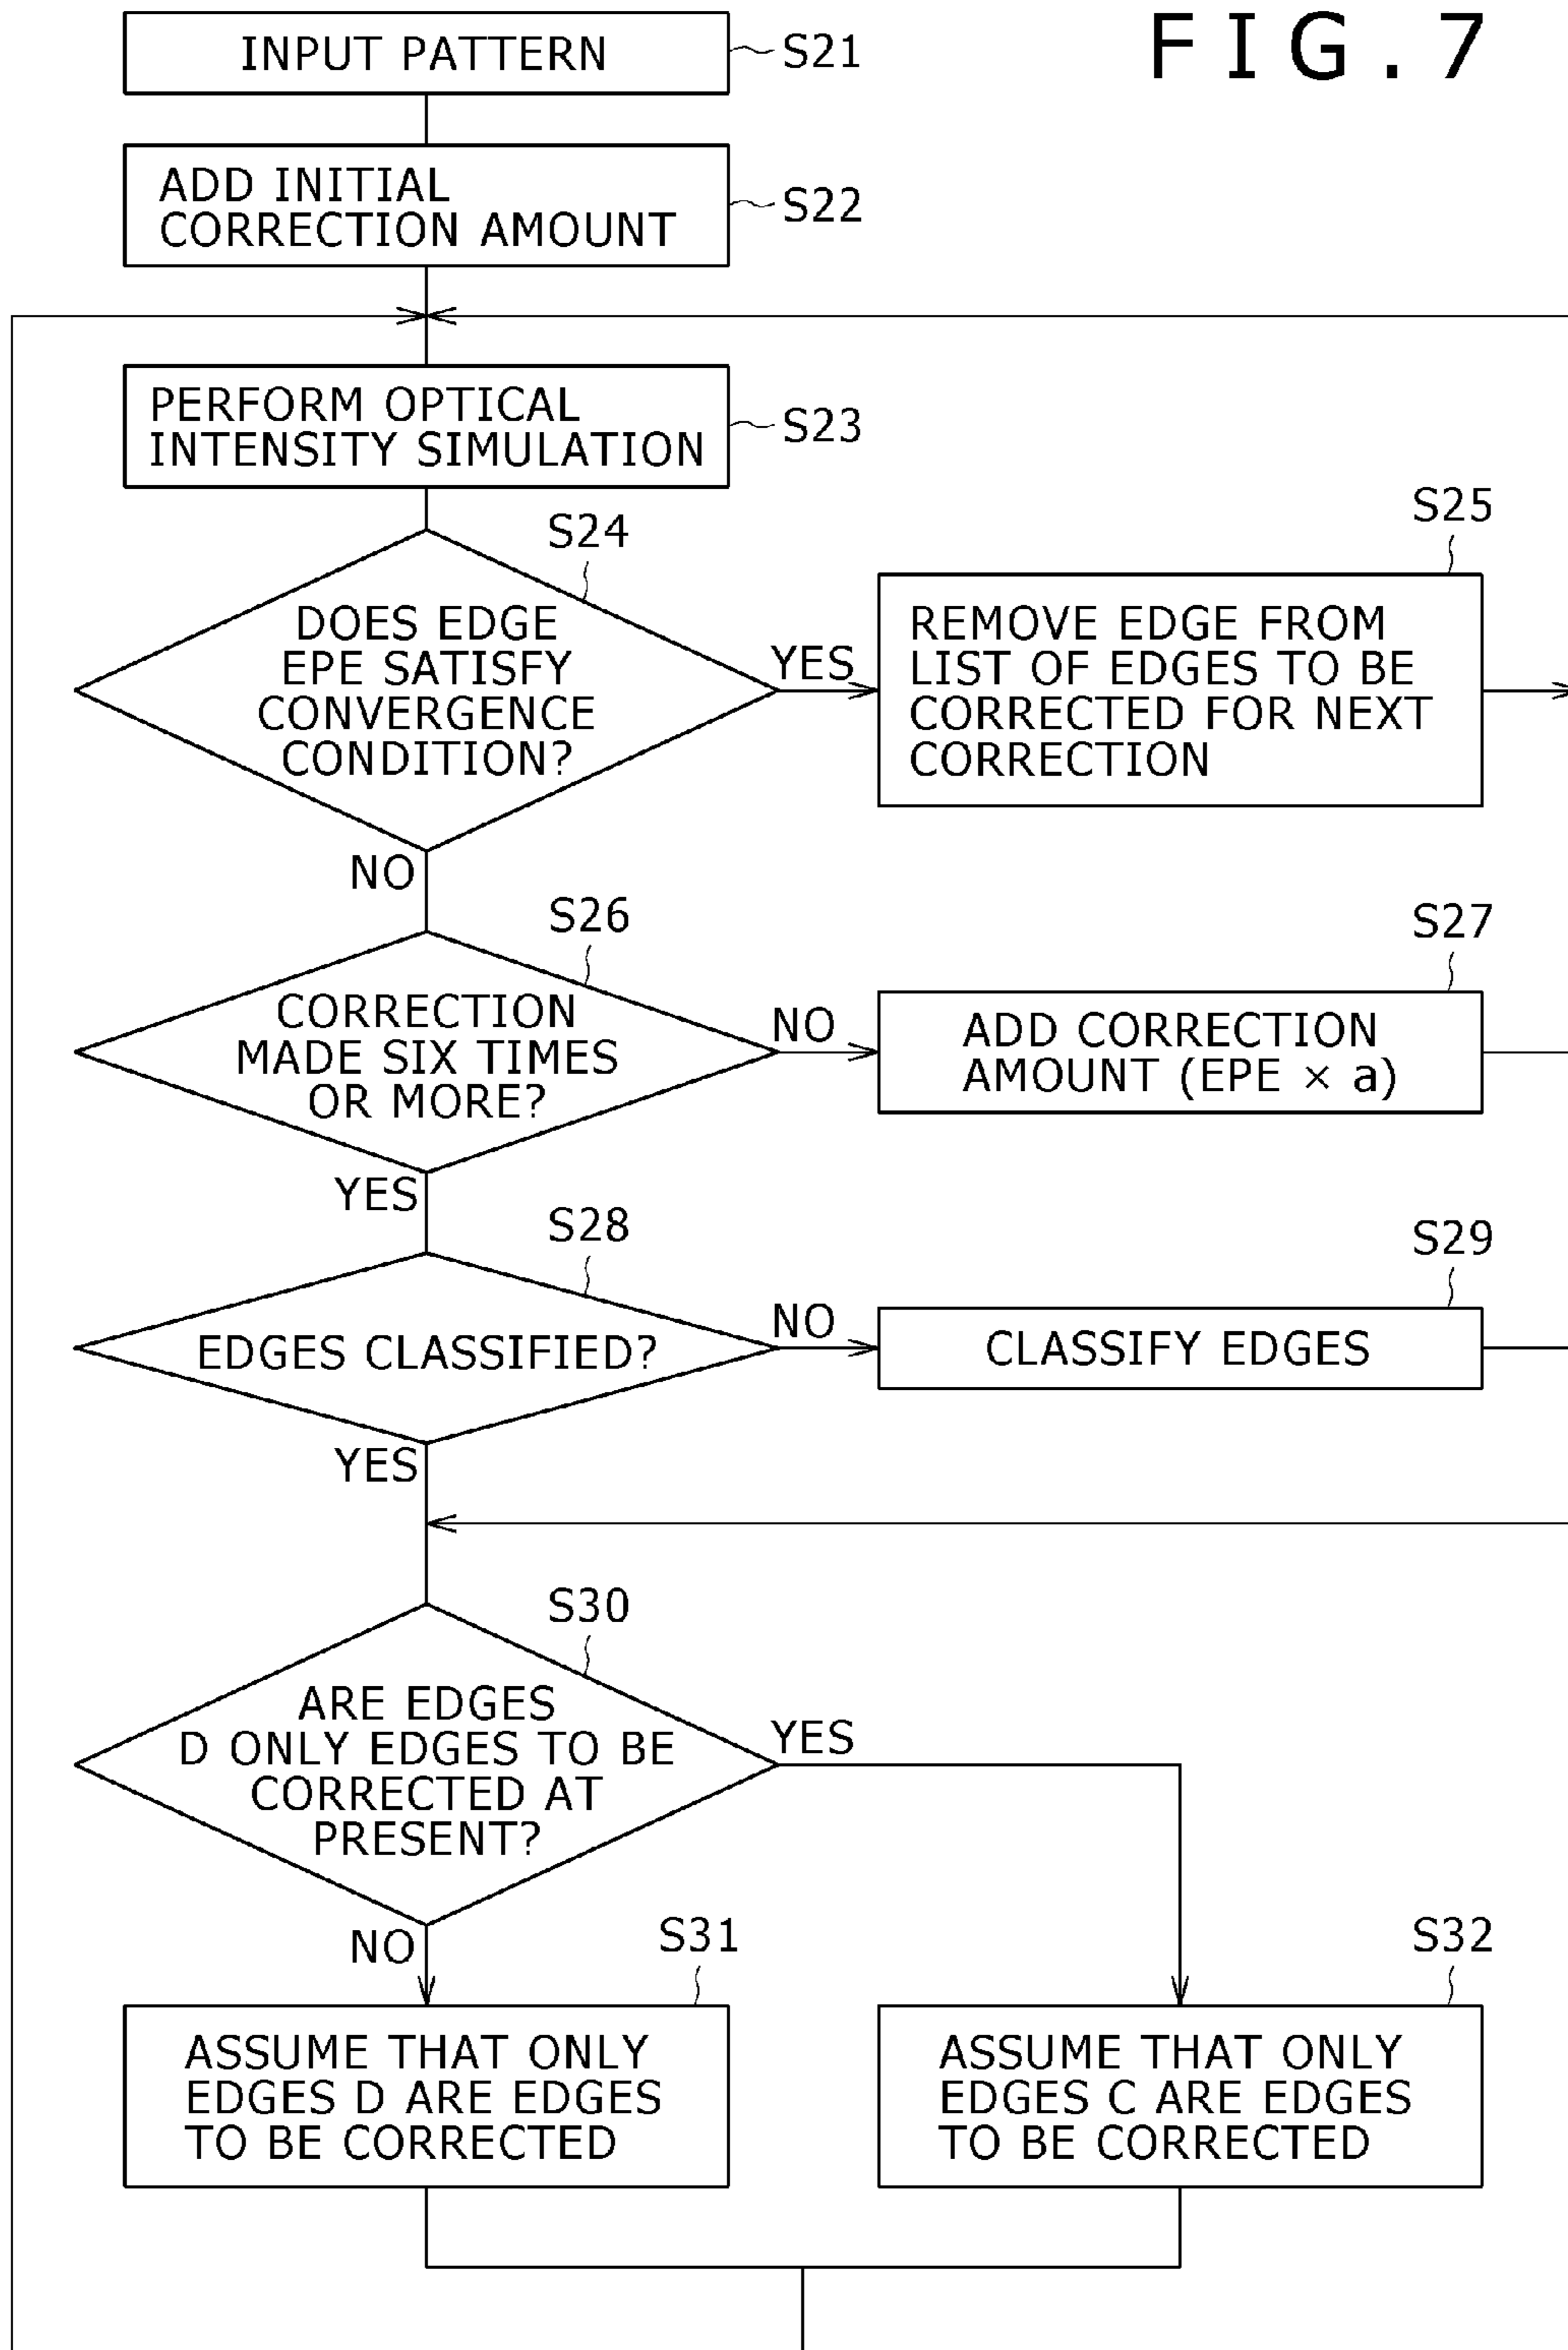 FIG.7
INPUT PATTERN
S21
ADD INITIAL
CORRECTION AMOUNT
S22
PERFORM OPTICAL
INTENSITY SIMULATION
S23
S24
DOES EDGE
EPE SATISFY
CONVERGENCE
CONDITION?
YES
NO
S25
REMOVE EDGE FROM
LIST OF EDGES TO BE
CORRECTED FOR NEXT
CORRECTION
S26
CORRECTION
MADE SIX TIMES
OR MORE?
NO
YES
S27
ADD CORRECTION
AMOUNT (EPE × a)
S28
EDGES CLASSIFIED?
NO
YES
S29
CLASSIFY EDGES
S30
ARE EDGES
D ONLY EDGES TO BE
CORRECTED AT
PRESENT?
YES
NO
S31
ASSUME THAT ONLY
EDGES D ARE EDGES
TO BE CORRECTED
S32
ASSUME THAT ONLY
EDGES C ARE EDGES
TO BE CORRECTED